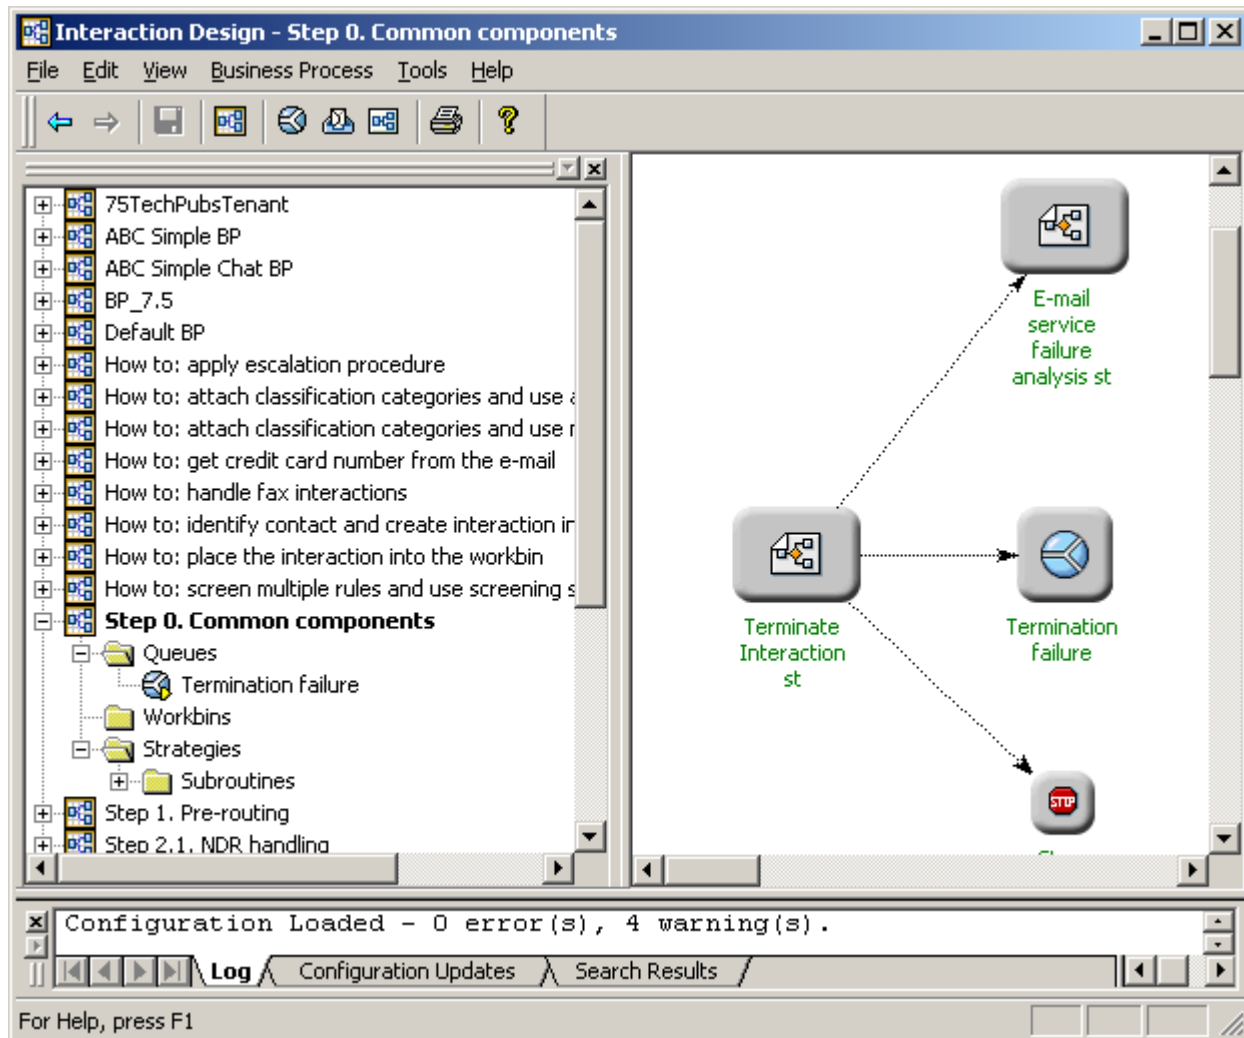 Interaction Design - Step 0. Common components
File Edit View Business Process Tools Help
75TechPubsTenant
ABC Simple BP
ABC Simple Chat BP
BP_7.5
Default BP
How to: apply escalation procedure
How to: attach classification categories and use
How to: attach classification categories and use
How to: get credit card number from the e-mail
How to: handle fax interactions
How to: identify contact and create interaction in
How to: place the interaction into the workbin
How to: screen multiple rules and use screening s
Step 0. Common components
Queues
Termination failure
Workbins
Strategies
Subroutines
Step 1. Pre-routing
Step 2.1. NDR handling
E-mail
service
failure
analysis st
Terminate
Interaction
st
Termination
failure
STOP
Configuration Loaded - 0 error(s), 4 warning(s).
Log Configuration Updates Search Results
For Help, press F1